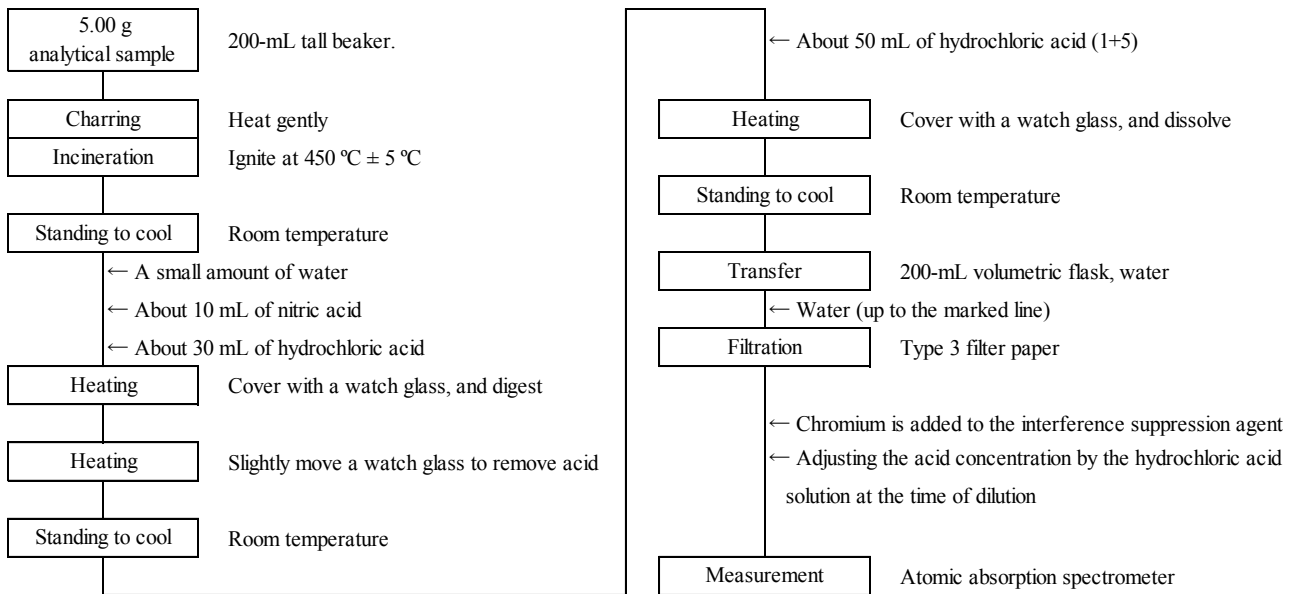 5.00 g
analytical sample
200-mL tall beaker.
Charring
Heat gently
Incineration
Ignite at 450 ºC ± 5 ºC
Standing to cool
Room temperature
← A small amount of water
← About 10 mL of nitric acid
← About 30 mL of hydrochloric acid
Heating
Cover with a watch glass, and digest
Heating
Slightly move a watch glass to remove acid
Standing to cool
Room temperature
← About 50 mL of hydrochloric acid (1+5)
Heating
Cover with a watch glass, and dissolve
Standing to cool
Room temperature
Transfer
200-mL volumetric flask, water
← Water (up to the marked line)
Filtration
Type 3 filter paper
← Chromium is added to the interference suppression agent
← Adjusting the acid concentration by the hydrochloric acid
solution at the time of dilution
Measurement
Atomic absorption spectrometer